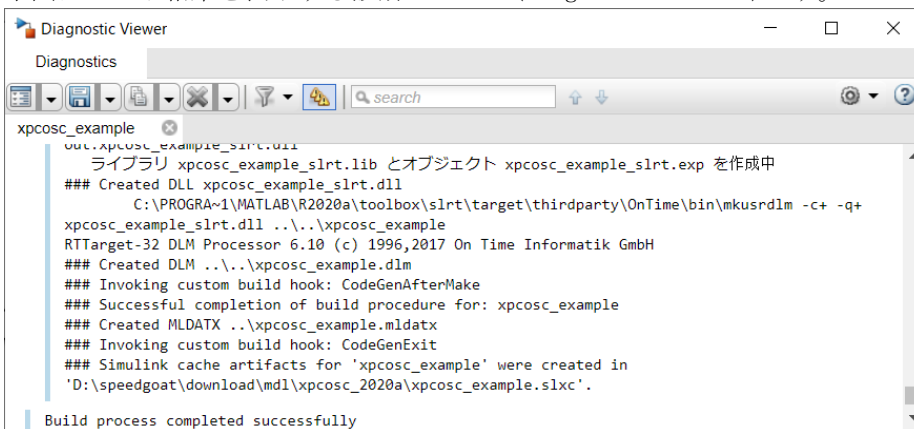 Diagnostic Viewer
Diagnostics
search
xpcosc_example
out:xpcosc_example_slrt.dll
ライブラリ xpcosc_example_slrt.lib とオブジェクト xpcosc_example_slrt.exp を作成中
### Created DLL xpcosc_example_slrt.dll
C:\PROGRA~1\MATLAB\R2020a\toolbox\slrt\target\thirdparty\OnTime\bin\mkusrdlm -c+ -q+
xpcosc_example_slrt.dll ..\..\xpcosc_example
RTTarget-32 DLM Processor 6.10 (c) 1996,2017 On Time Informatik GmbH
### Created DLM ..\..\xpcosc_example.dlm
### Invoking custom build hook: CodeGenAfterMake
### Successful completion of build procedure for: xpcosc_example
### Created MLDATX ..\xpcosc_example.mldatx
### Invoking custom build hook: CodeGenExit
### Simulink cache artifacts for 'xpcosc_example' were created in
'D:\speedgoat\download\mdl\xpcosc_2020a\xpcosc_example.slxc'.
Build process completed successfully